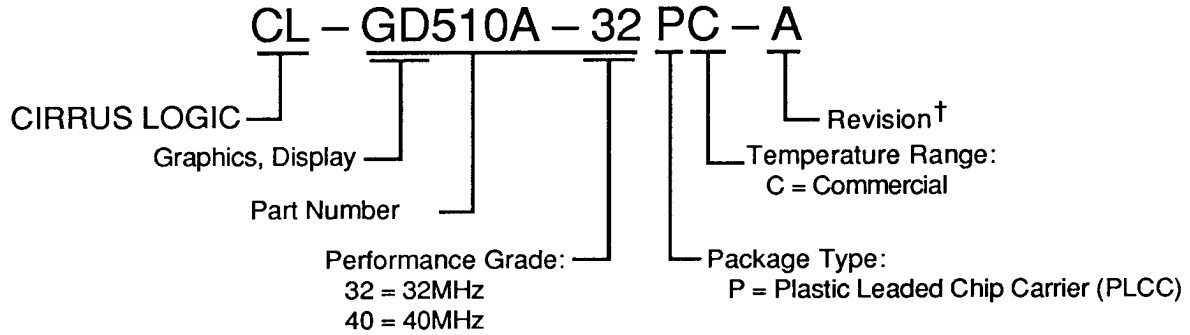 CL – GD510A – 32 PC – A
CIRRUS LOGIC
Revision†
Graphics, Display
Temperature Range:
C = Commercial
Part Number
Performance Grade:
32 = 32MHz
40 = 40MHz
Package Type:
P = Plastic Leaded Chip Carrier (PLCC)